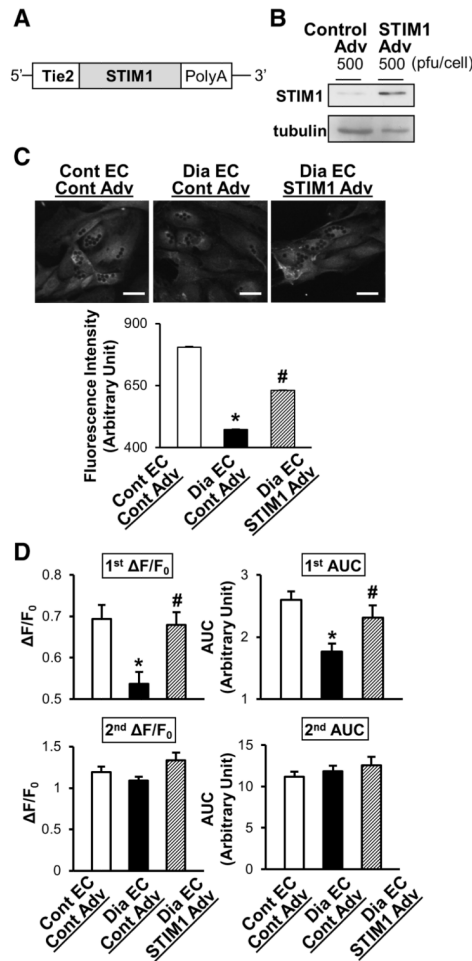 A
5'
Tie2
STIM1
PolyA
3'
B
Control STIM1
Adv Adv
500 500 (pfu/cell)
STIM1
tubulin
C
Cont EC
Cont Adv
Dia EC
Cont Adv
Dia EC
STIM1 Adv
Fluorescence Intensity
(Arbitrary Unit)
900
650
400
*
#
Cont EC
Cont Adv
Dia EC
Cont Adv
Dia EC
STIM1 Adv
D
1st ΔF/F0
ΔF/F0
0.8
0.7
0.6
0.5
*
#
1st AUC
AUC
(Arbitrary Unit)
3
2
1
*
#
2nd ΔF/F0
ΔF/F0
1.5
1
0.5
0
2nd AUC
AUC
(Arbitrary Unit)
15
10
5
0
Cont EC
Cont Adv
Dia EC
Cont Adv
Dia EC
STIM1 Adv
Cont EC
Cont Adv
Dia EC
Cont Adv
Dia EC
STIM1 Adv